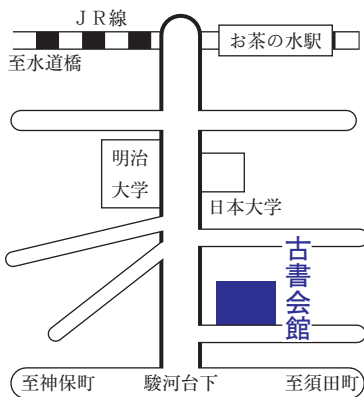 ＪＲ線
お茶の水駅
至水道橋
明治
大学
日本大学
古書会館
至神保町
駿河台下
至須田町